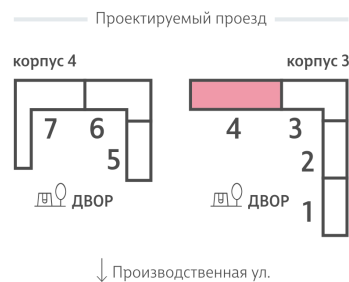 Проектируемый проезд
корпус 4
корпус 3
7 6
5
4 3
2
1
ДВОР
ДВОР
Производственная ул.